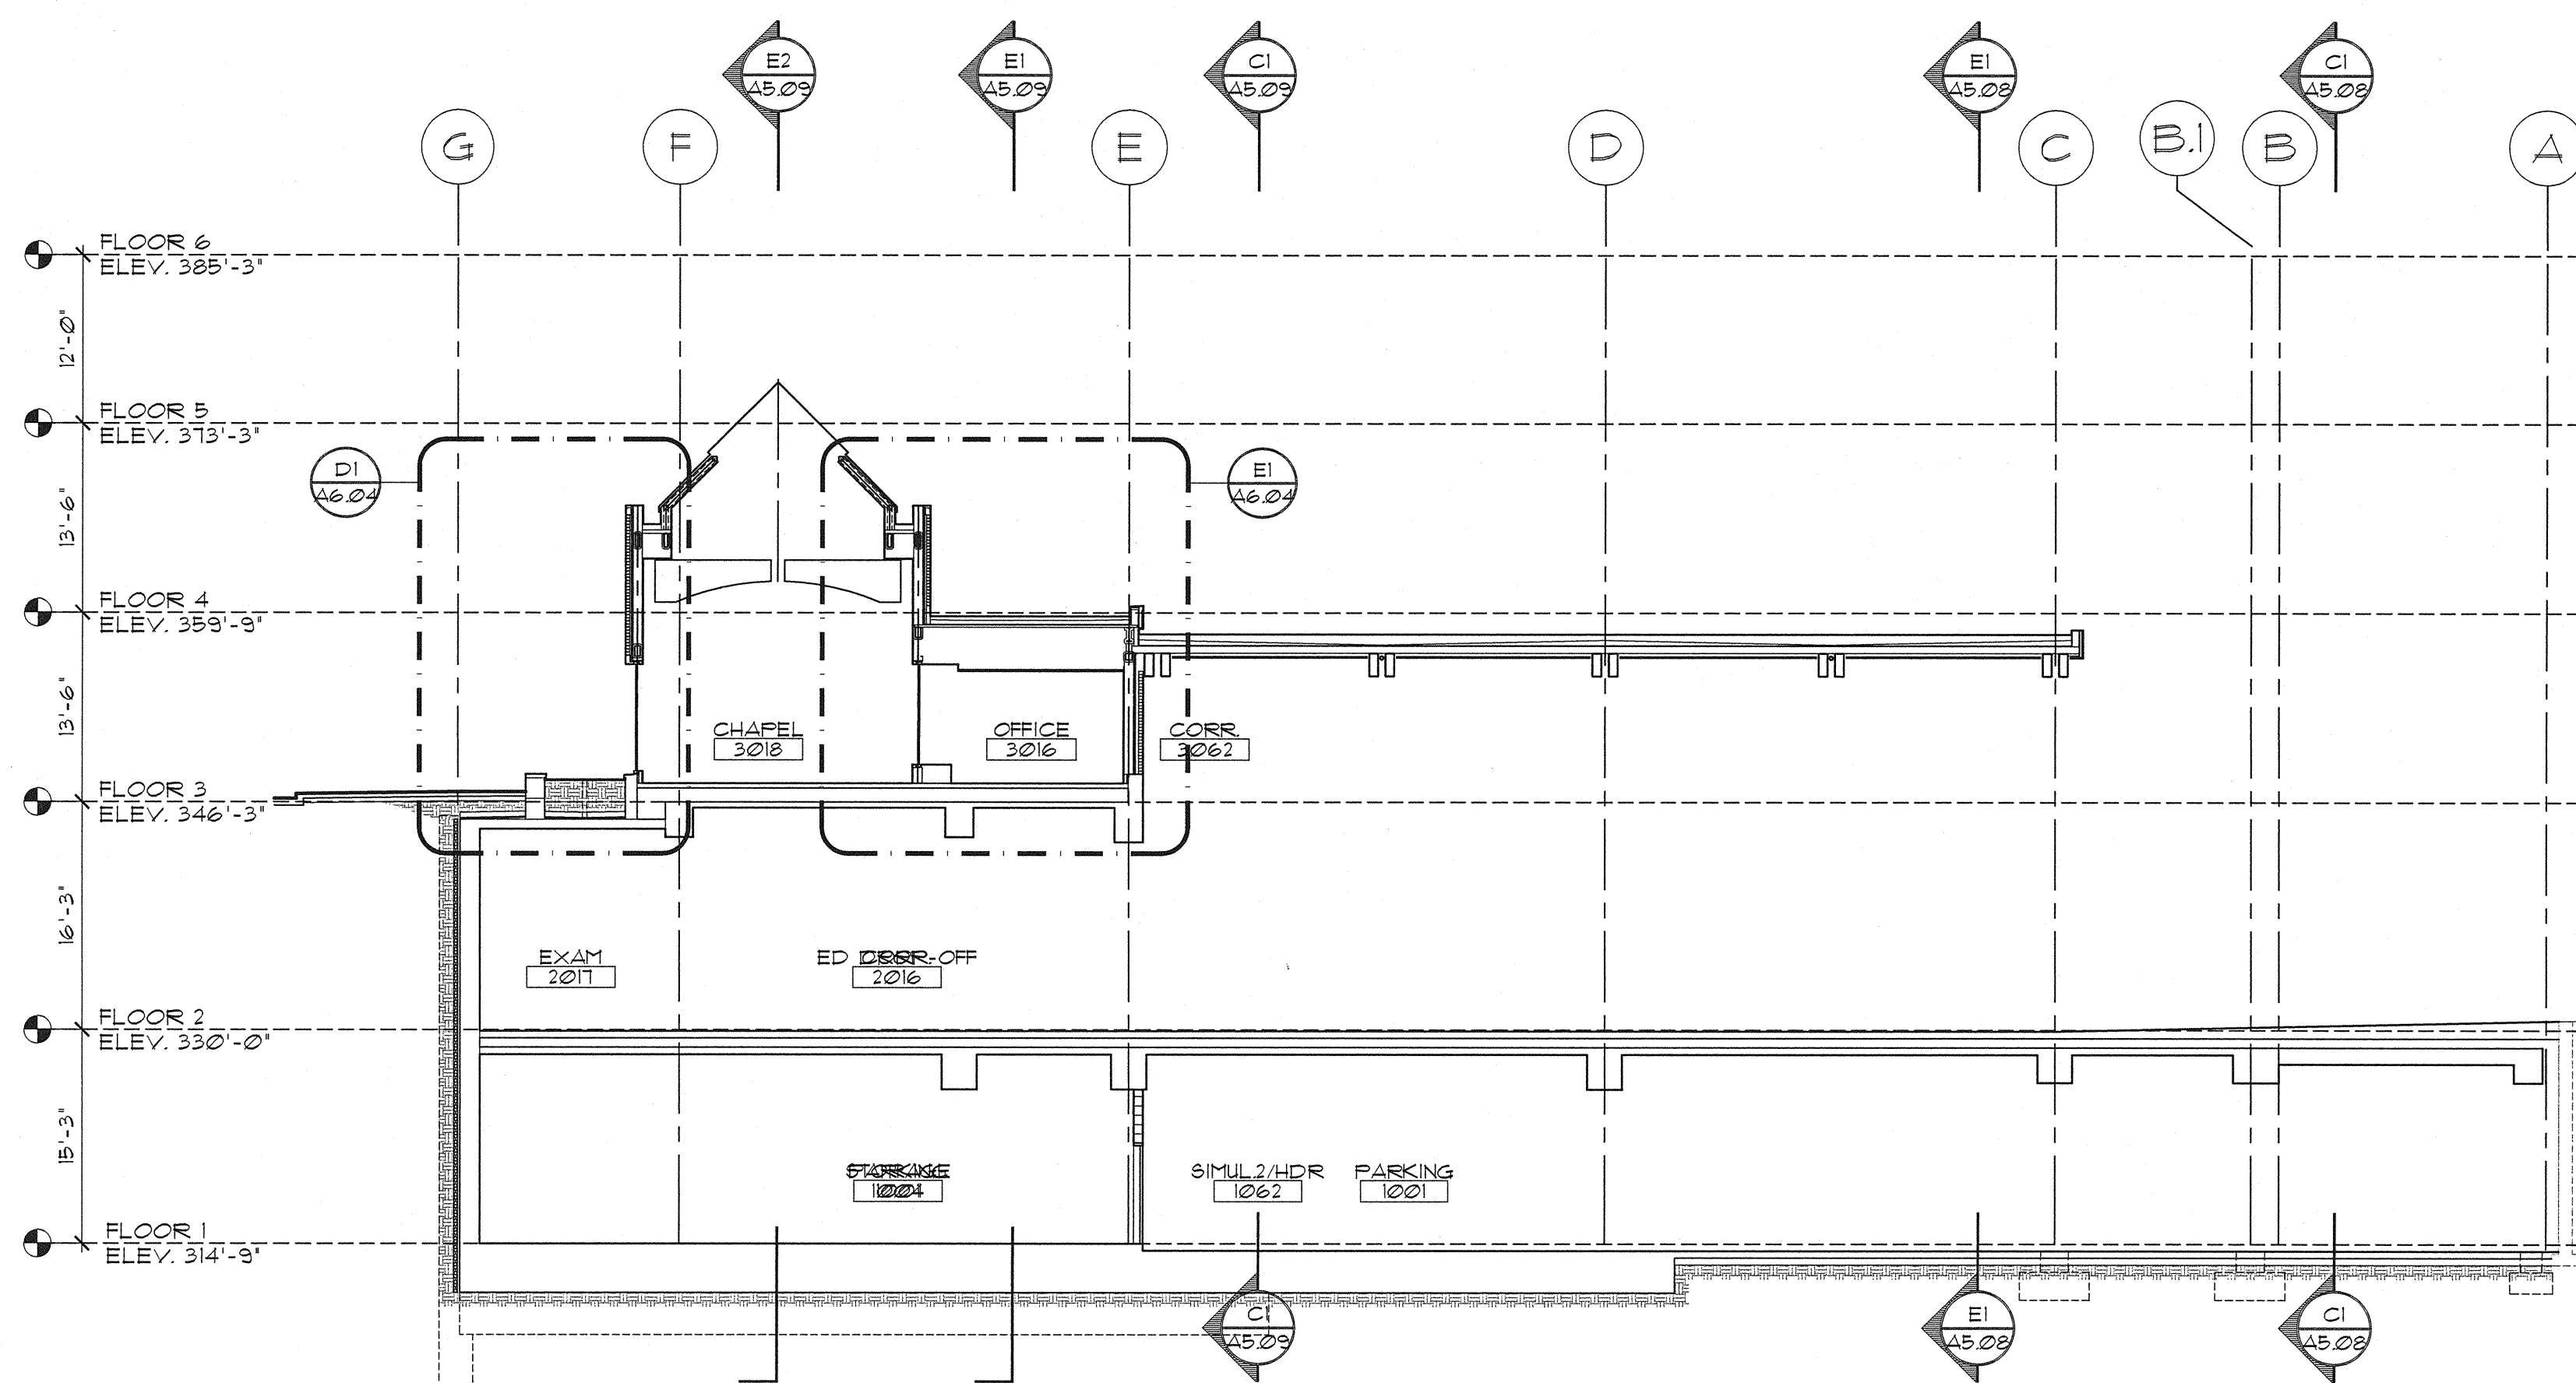 E2
A5.09
E1
A5.09
C1
A5.09
E1
A5.08
C1
A5.08
G
F
E
D
C
B.1
B
A
FLOOR 6
ELEV. 385'-3"
12'-0"
FLOOR 5
ELEV. 373'-3"
D1
A6.04
E1
A6.04
13'-6"
FLOOR 4
ELEV. 359'-9"
13'-6"
CHAPEL
3018
OFFICE
3016
CORR.
3062
FLOOR 3
ELEV. 346'-3"
16'-3"
EXAM
2017
ED -OFF
2016
FLOOR 2
ELEV. 330'-0"
15'-3"
SIMUL.2/HDR
1062
PARKING
1001
FLOOR 1
ELEV. 314'-9"
C1
A5.09
E1
A5.08
C1
A5.08